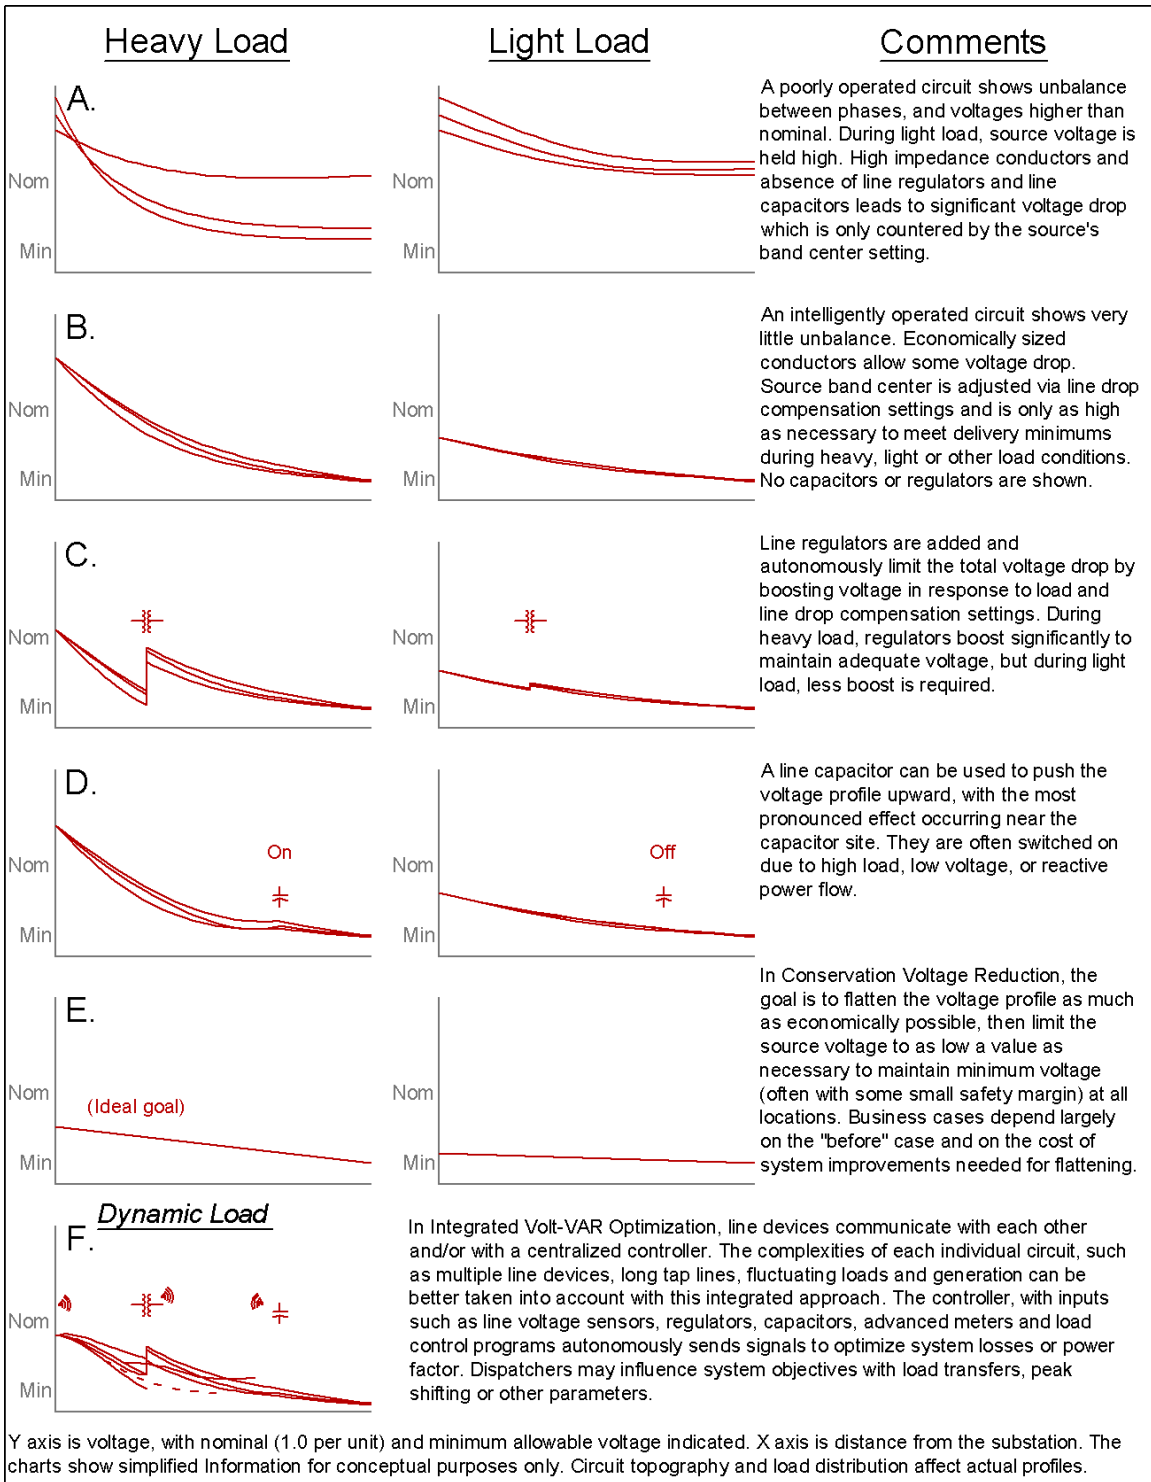 Heavy Load
Light Load
Comments
A.
Nom
Min
Nom
Min
A poorly operated circuit shows unbalance
between phases, and voltages higher than
nominal. During light load, source voltage is
held high. High impedance conductors and
absence of line regulators and line
capacitors leads to significant voltage drop
which is only countered by the source's
band center setting.
B.
Nom
Min
Nom
Min
An intelligently operated circuit shows very
little unbalance. Economically sized
conductors allow some voltage drop.
Source band center is adjusted via line drop
compensation settings and is only as high
as necessary to meet delivery minimums
during heavy, light or other load conditions.
No capacitors or regulators are shown.
C.
Nom
Min
Nom
Min
Line regulators are added and
autonomously limit the total voltage drop by
boosting voltage in response to load and
line drop compensation settings. During
heavy load, regulators boost significantly to
maintain adequate voltage, but during light
load, less boost is required.
D.
On
Nom
Min
Off
Nom
Min
A line capacitor can be used to push the
voltage profile upward, with the most
pronounced effect occurring near the
capacitor site. They are often switched on
due to high load, low voltage, or reactive
power flow.
E.
Nom
(Ideal goal)
Min
Nom
Min
In Conservation Voltage Reduction, the
goal is to flatten the voltage profile as much
as economically possible, then limit the
source voltage to as low a value as
necessary to maintain minimum voltage
(often with some small safety margin) at all
locations. Business cases depend largely
on the "before" case and on the cost of
system improvements needed for flattening.
Dynamic Load
F.
Nom
Min
In Integrated Volt-VAR Optimization, line devices communicate with each other
and/or with a centralized controller. The complexities of each individual circuit, such
as multiple line devices, long tap lines, fluctuating loads and generation can be
better taken into account with this integrated approach. The controller, with inputs
such as line voltage sensors, regulators, capacitors, advanced meters and load
control programs autonomously sends signals to optimize system losses or power
factor. Dispatchers may influence system objectives with load transfers, peak
shifting or other parameters.
Y axis is voltage, with nominal (1.0 per unit) and minimum allowable voltage indicated. X axis is distance from the substation. The
charts show simplified Information for conceptual purposes only. Circuit topography and load distribution affect actual profiles.